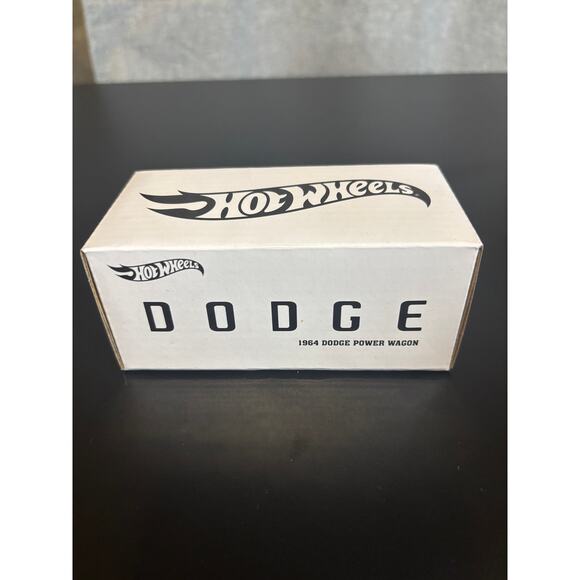 HOT WHEELS
HOT WHEELS
DODGE
1964 DODGE POWER WAGON